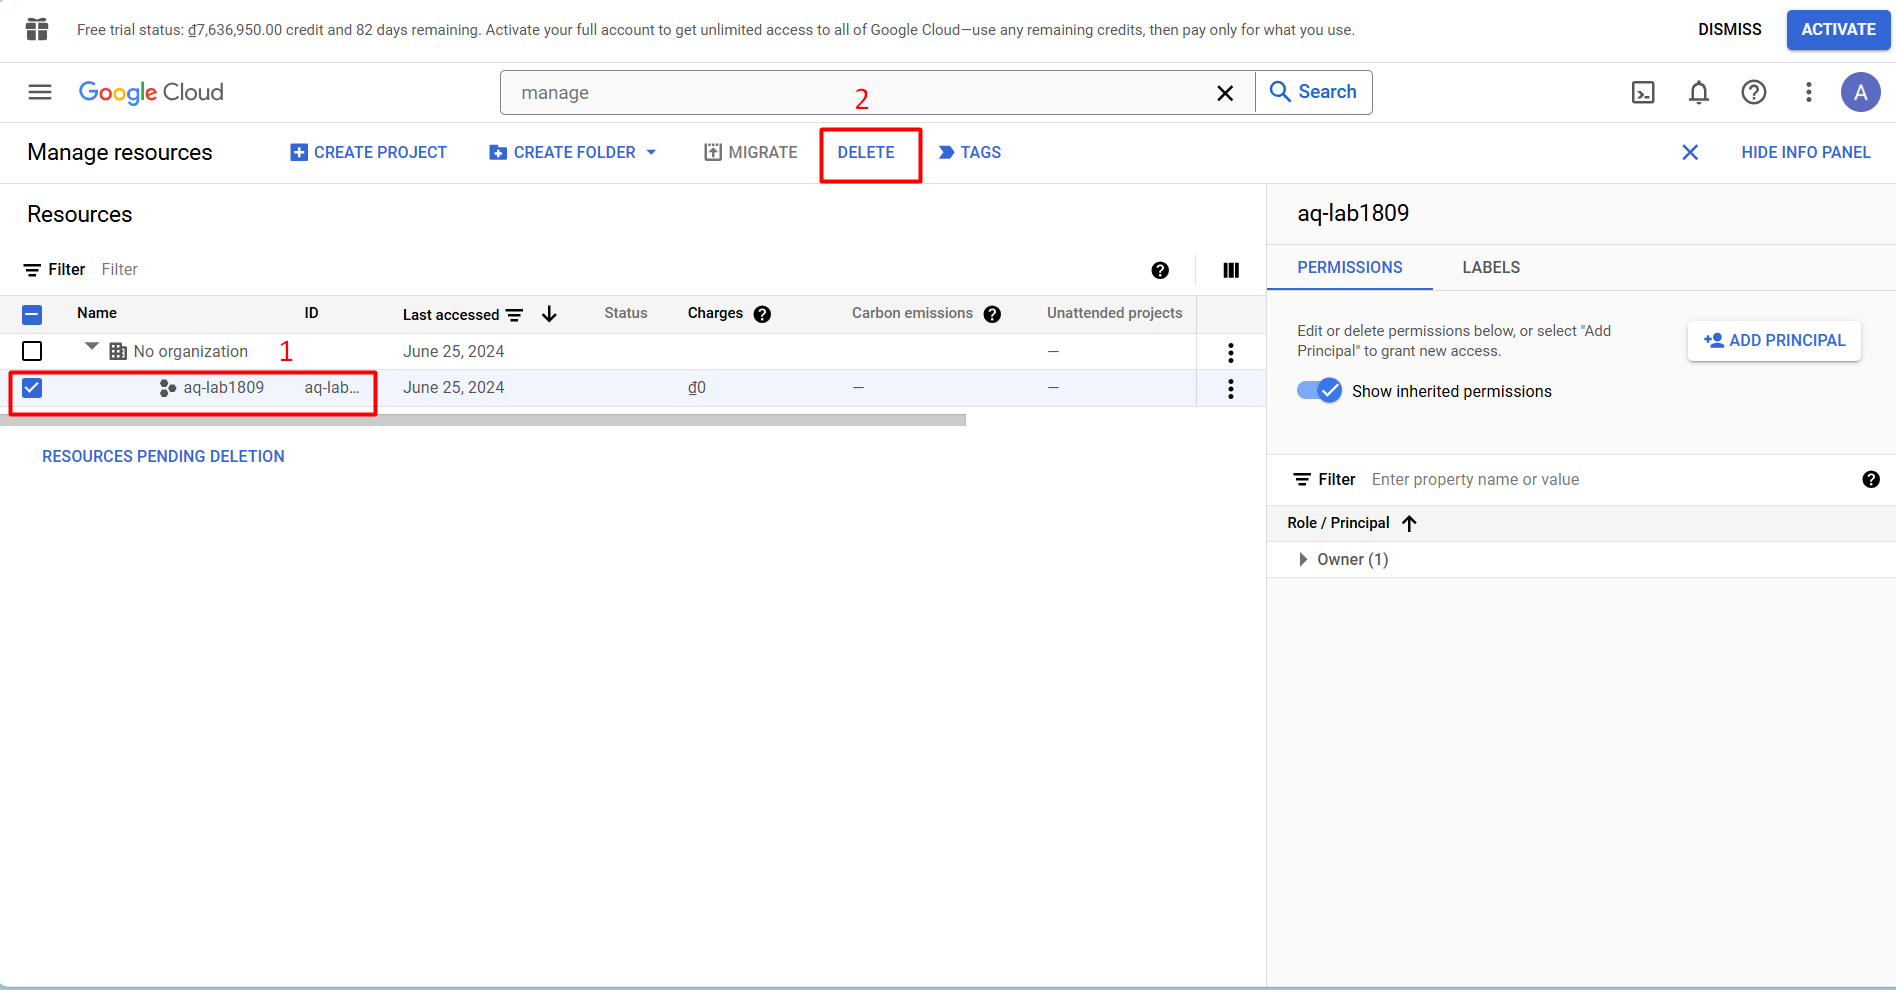 Free trial status: ₫7,636,950.00 credit and 82 days remaining. Activate your full account to get unlimited access to all of Google Cloud—use any remaining credits, then pay only for what you use.
DISMISS
ACTIVATE
Google Cloud
manage
2
Search
A
Manage resources
CREATE PROJECT
CREATE FOLDER
MIGRATE
DELETE
TAGS
HIDE INFO PANEL
Resources
Filter Filter
Name ID Last accessed Status Charges Carbon emissions Unattended projects
No organization 1 June 25, 2024 –
aq-lab1809 aq-lab... June 25, 2024 ₫0 – –
RESOURCES PENDING DELETION
aq-lab1809
PERMISSIONS LABELS
Edit or delete permissions below, or select "Add
Principal" to grant new access.
ADD PRINCIPAL
Show inherited permissions
Filter Enter property name or value
Role / Principal
Owner (1)